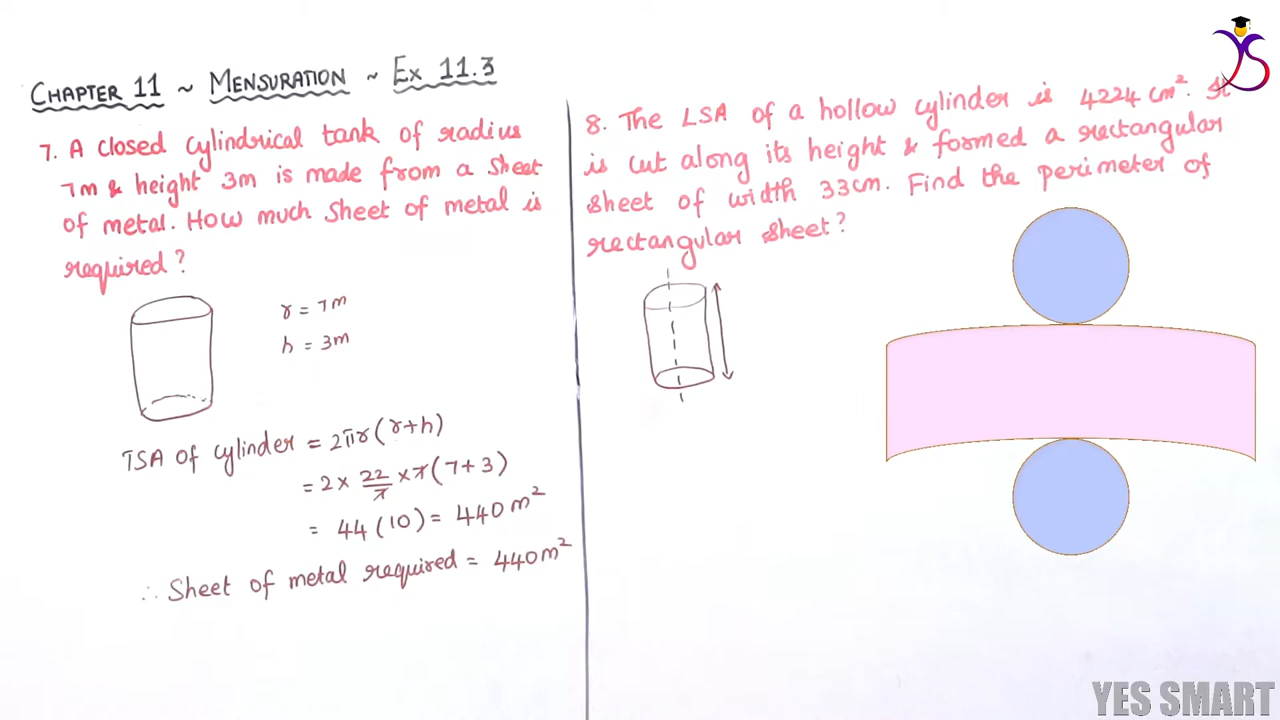 CHAPTER 11 ~ MENSURATION ~ Ex 11.3
7. A closed cylindrical tank of radius
7m & height 3m is made from a sheet
of metal. How much sheet of metal is
required?
r = 7m
h = 3m
TSA of cylinder = 2πr(r+h)
= 2 × 22/7 × 7(7+3)
= 44(10) = 440 m²
∴ Sheet of metal required = 440m²
8. The LSA of a hollow cylinder is 4224 cm². It
is cut along its height & formed a rectangular
sheet of width 33cm. Find the perimeter of
rectangular sheet?
YES SMART